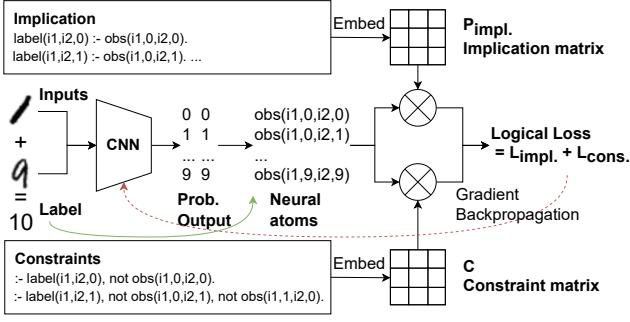 Implication
label(i1,i2,0) :- obs(i1,0,i2,0).
label(i1,i2,1) :- obs(i1,0,i2,1). ...
Embed
Pimpl.
Implication matrix
Inputs
1
+
9
=
10
Label
CNN
0 0
1 1
... ...
9 9
Prob.
Output
obs(i1,0,i2,0)
obs(i1,0,i2,1)
...
obs(i1,9,i2,9)
Neural
atoms
Logical Loss
= Limpl. + Lcons.
Gradient
Backpropagation
Constraints
:- label(i1,i2,0), not obs(i1,0,i2,0).
:- label(i1,i2,1), not obs(i1,0,i2,1), not obs(i1,1,i2,0).
Embed
C
Constraint matrix